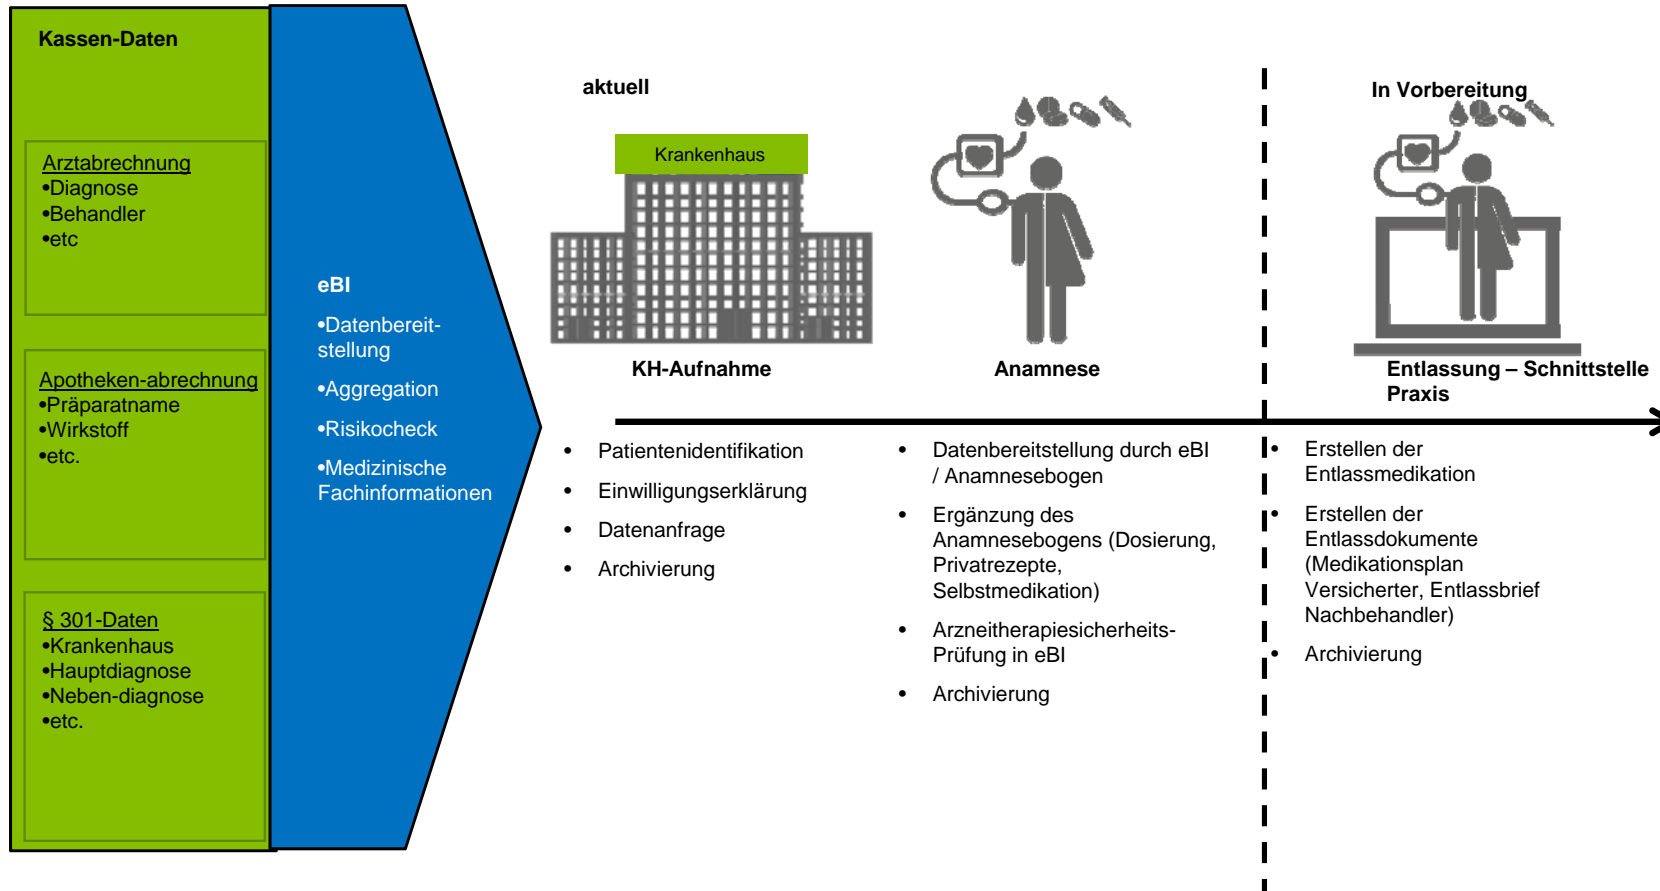 Kassen-Daten
Arztabrechnung
•Diagnose
•Behandler
•etc
Apotheken-abrechnung
•Präparatname
•Wirkstoff
•etc.
§ 301-Daten
•Krankenhaus
•Hauptdiagnose
•Neben-diagnose
•etc.
eBI
•Datenbereit-
stellung
•Aggregation
•Risikocheck
•Medizinische
Fachinformationen
aktuell
Krankenhaus
KH-Aufnahme
• Patientenidentifikation
• Einwilligungserklärung
• Datenanfrage
• Archivierung
Anamnese
• Datenbereitstellung durch eBI
/ Anamnesebogen
• Ergänzung des
Anamnesebogens (Dosierung,
Privatrezepte,
Selbstmedikation)
• Arzneitherapiesicherheits-
Prüfung in eBI
• Archivierung
In Vorbereitung
Entlassung – Schnittstelle
Praxis
• Erstellen der
Entlassmedikation
• Erstellen der
Entlassdokumente
(Medikationsplan
Versicherter, Entlassbrief
Nachbehandler)
• Archivierung